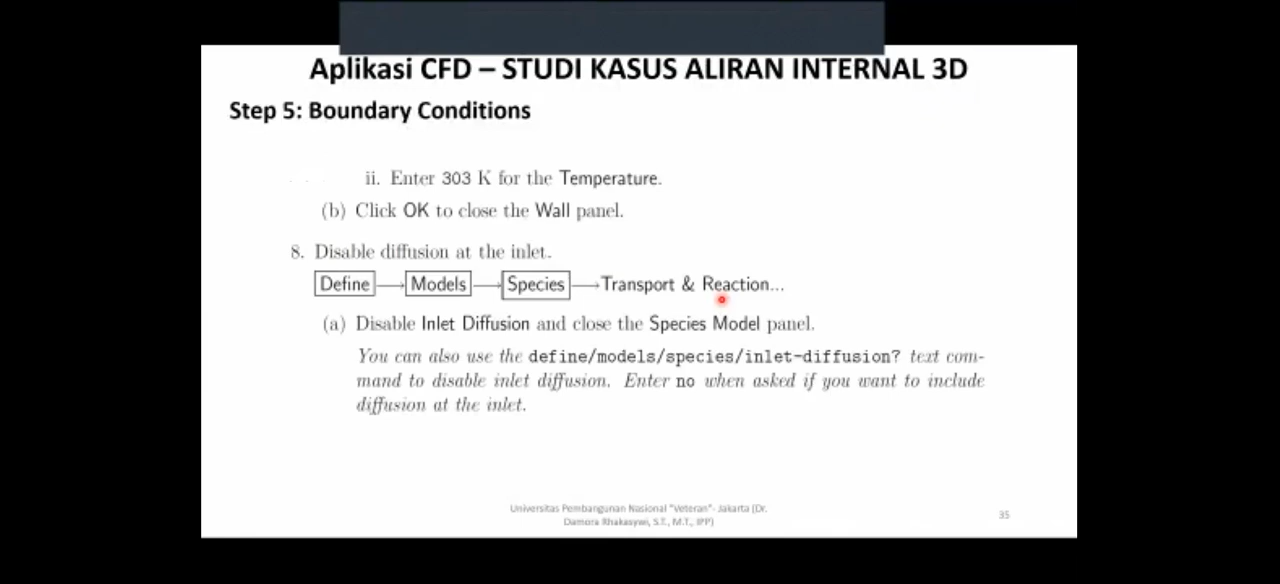 Aplikasi CFD – STUDI KASUS ALIRAN INTERNAL 3D
Step 5: Boundary Conditions
ii. Enter 303 K for the Temperature.
(b) Click OK to close the Wall panel.
8. Disable diffusion at the inlet.
Define → Models → Species → Transport & Reaction...
(a) Disable Inlet Diffusion and close the Species Model panel.
You can also use the define/models/species/inlet-diffusion? text com-
mand to disable inlet diffusion. Enter no when asked if you want to include
diffusion at the inlet.
Universitas Pembangunan Nasional "Veteran"- Jakarta (Dr.
Damora Rhakasywi, S.T., M.T., IPP)
35